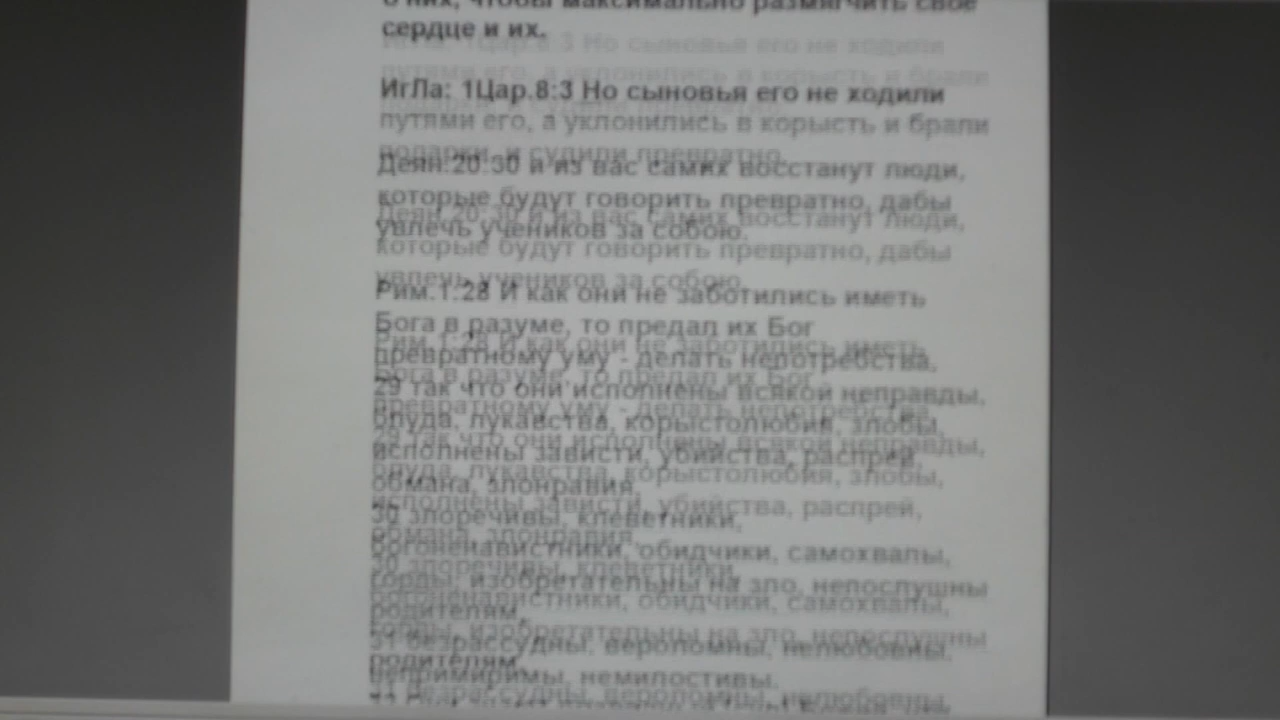 о них, чтобы максимально размягчить свое
сердце и их.
ИгЛа: 1Цар.8:3 Но сыновья его не ходили
путями его, а уклонились в корысть и брали
подарки, и судили превратно.
Деян.20:30 и из вас самих восстанут люди,
которые будут говорить превратно, дабы
увлечь учеников за собою.
Рим.1:28 И как они не заботились иметь
Бога в разуме, то предал их Бог
превратному уму - делать непотребства,
29 так что они исполнены всякой неправды,
блуда, лукавства, корыстолюбия, злобы,
исполнены зависти, убийства, распрей,
обмана, злонравия,
30 злоречивы, клеветники,
богоненавистники, обидчики, самохвалы,
горды, изобретательны на зло, непослушны
родителям,
31 безрассудны, вероломны, нелюбовны,
непримиримы, немилостивы.